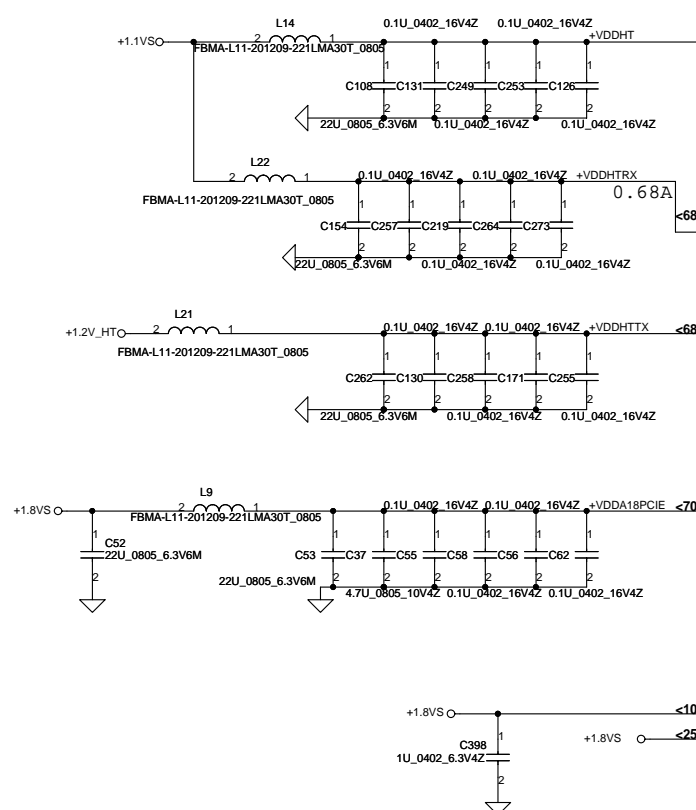 L14 0.1U_0402_16V4Z 0.1U_0402_16V4Z
+1.1VS 2 1 +VDDHT
FBMA-L11-201209-221LMA30T_0805
1 1 1 1 1
C108 C131 C249 C253 C126
2 2 2 2 2
22U_0805_6.3V6M 0.1U_0402_16V4Z 0.1U_0402_16V4Z
L22
2 1 0.1U_0402_16V4Z 0.1U_0402_16V4Z +VDDHTRX
0.68A
FBMA-L11-201209-221LMA30T_0805
1 1 1 1 1 <68
C154 C257 C219 C264 C273
2 2 2 2 2
22U_0805_6.3V6M 0.1U_0402_16V4Z 0.1U_0402_16V4Z
L21
+1.2V_HT 2 1 0.1U_0402_16V4Z 0.1U_0402_16V4Z +VDDHTTX <68
FBMA-L11-201209-221LMA30T_0805
1 1 1 1 1
C262 C130 C258 C171 C255
2 2 2 2 2
22U_0805_6.3V6M 0.1U_0402_16V4Z 0.1U_0402_16V4Z
L9
+1.8VS 2 1 0.1U_0402_16V4Z 0.1U_0402_16V4Z +VDDA18PCIE <70
FBMA-L11-201209-221LMA30T_0805
1 1 1 1 1 1 1
C52
22U_0805_6.3V6M C53 C37 C55 C58 C56 C62
2 2 2 2 2 2 2
22U_0805_6.3V6M 4.7U_0805_10V4Z 0.1U_0402_16V4Z 0.1U_0402_16V4Z
+1.8VS <10
1 +1.8VS <25
C398
1U_0402_6.3V4Z
2